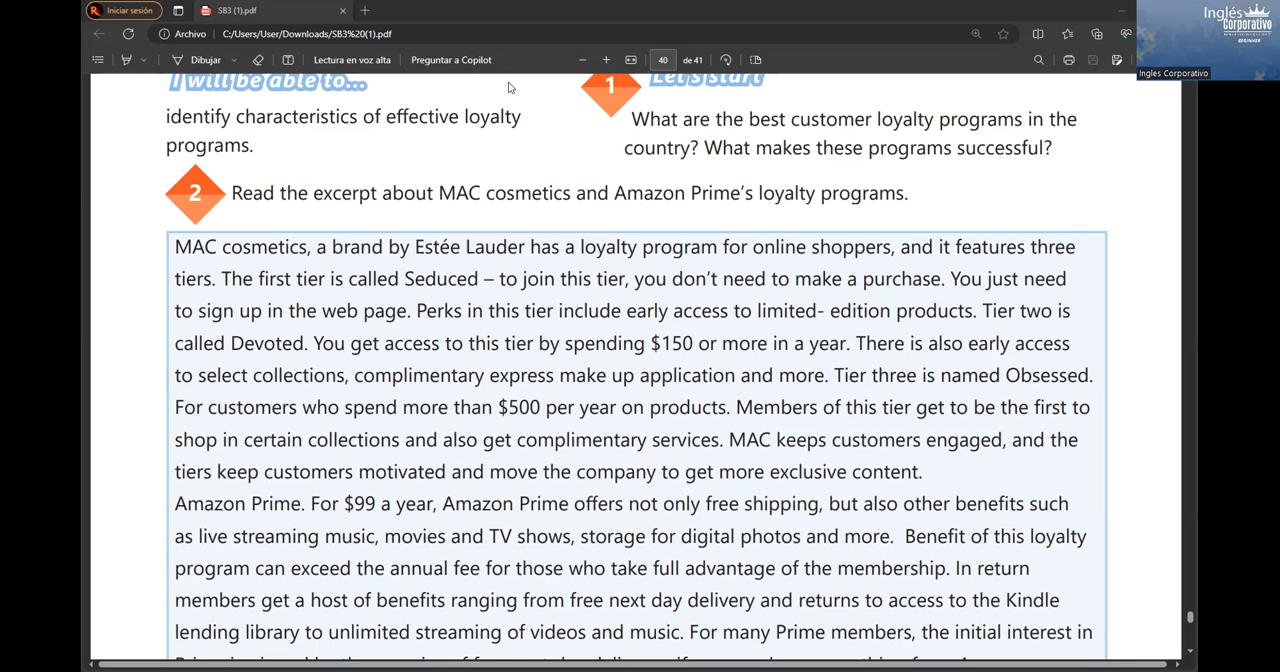 Iniciar sesión
SB3 (1).pdf
Archivo
C:/Users/User/Downloads/SB3%20(1).pdf
Dibujar
Lectura en voz alta
Preguntar a Copilot
40
de 41
Inglés
Corporativo
BEGINNER
Ingles Corporativo
I will be able to...
identify characteristics of effective loyalty
programs.
1
Let's start
What are the best customer loyalty programs in the
country? What makes these programs successful?
2
Read the excerpt about MAC cosmetics and Amazon Prime's loyalty programs.
MAC cosmetics, a brand by Estée Lauder has a loyalty program for online shoppers, and it features three
tiers. The first tier is called Seduced – to join this tier, you don't need to make a purchase. You just need
to sign up in the web page. Perks in this tier include early access to limited- edition products. Tier two is
called Devoted. You get access to this tier by spending $150 or more in a year. There is also early access
to select collections, complimentary express make up application and more. Tier three is named Obsessed.
For customers who spend more than $500 per year on products. Members of this tier get to be the first to
shop in certain collections and also get complimentary services. MAC keeps customers engaged, and the
tiers keep customers motivated and move the company to get more exclusive content.
Amazon Prime. For $99 a year, Amazon Prime offers not only free shipping, but also other benefits such
as live streaming music, movies and TV shows, storage for digital photos and more.  Benefit of this loyalty
program can exceed the annual fee for those who take full advantage of the membership. In return
members get a host of benefits ranging from free next day delivery and returns to access to the Kindle
lending library to unlimited streaming of videos and music. For many Prime members, the initial interest in